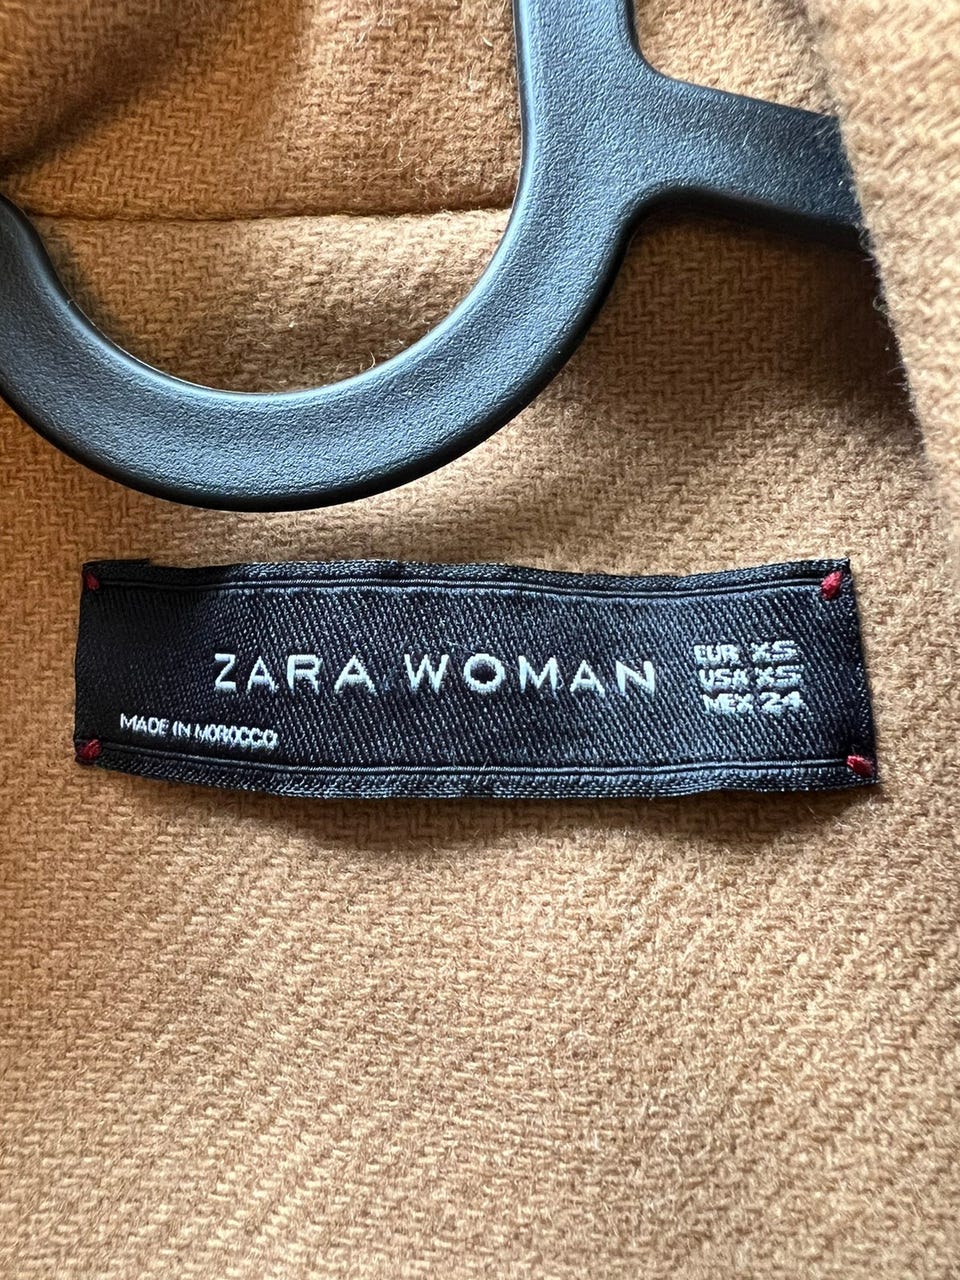 ZARA WOMAN
EUR XS
USA XS
MEX 24
MADE IN MOROCCO